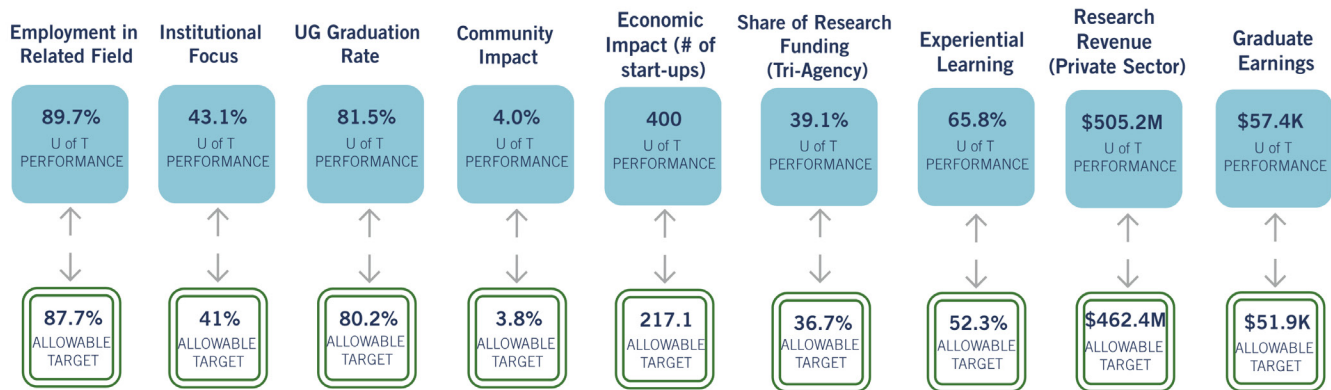 Employment in
Related Field
89.7%
U of T
PERFORMANCE
87.7%
ALLOWABLE
TARGET
Institutional
Focus
43.1%
U of T
PERFORMANCE
41%
ALLOWABLE
TARGET
UG Graduation
Rate
81.5%
U of T
PERFORMANCE
80.2%
ALLOWABLE
TARGET
Community
Impact
4.0%
U of T
PERFORMANCE
3.8%
ALLOWABLE
TARGET
Economic
Impact (# of
start-ups)
400
U of T
PERFORMANCE
217.1
ALLOWABLE
TARGET
Share of Research
Funding
(Tri-Agency)
39.1%
U of T
PERFORMANCE
36.7%
ALLOWABLE
TARGET
Experiential
Learning
65.8%
U of T
PERFORMANCE
52.3%
ALLOWABLE
TARGET
Research
Revenue
(Private Sector)
$505.2M
U of T
PERFORMANCE
$462.4M
ALLOWABLE
TARGET
Graduate
Earnings
$57.4K
U of T
PERFORMANCE
$51.9K
ALLOWABLE
TARGET